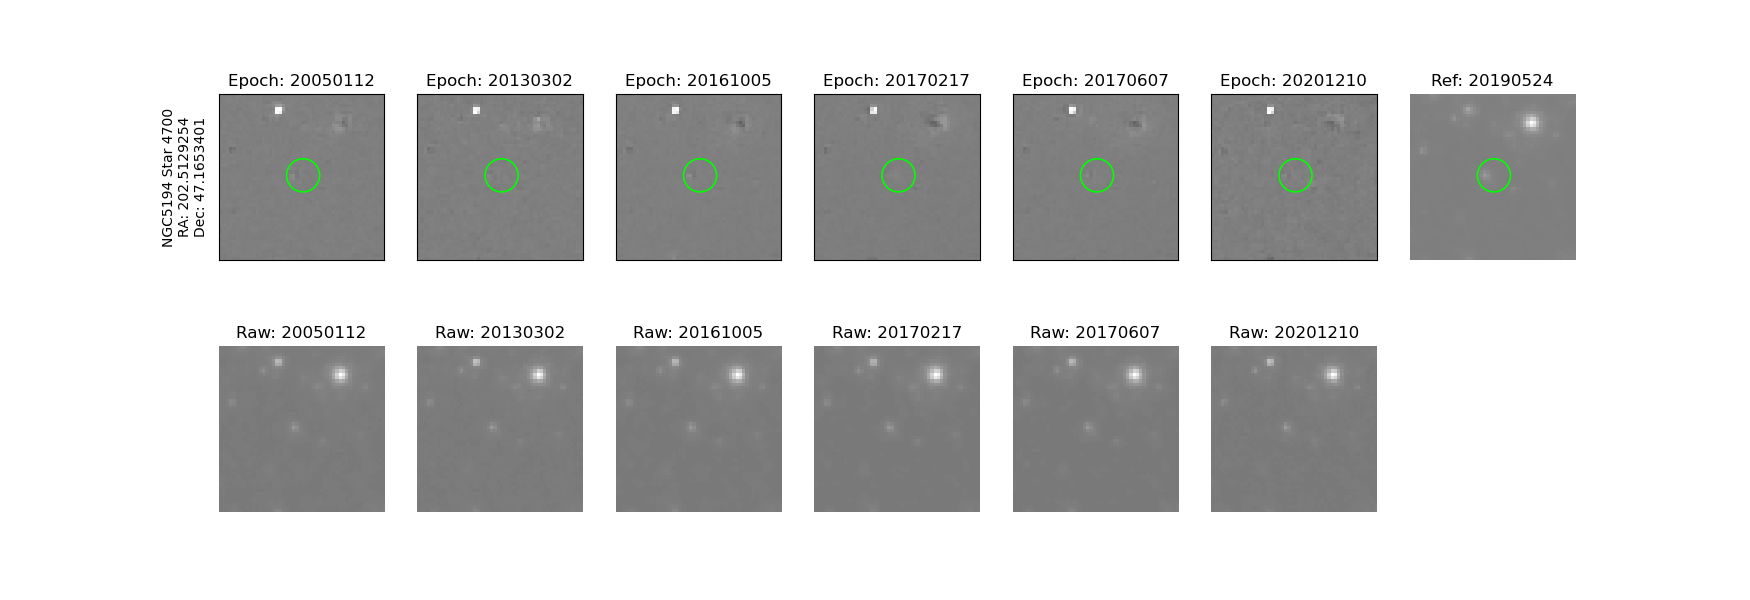 Epoch: 20050112
Epoch: 20130302
Epoch: 20161005
Epoch: 20170217
Epoch: 20170607
Epoch: 20201210
Ref: 20190524
NGC5194 Star 4700
RA: 202.5129254
Dec: 47.1653401
Raw: 20050112
Raw: 20130302
Raw: 20161005
Raw: 20170217
Raw: 20170607
Raw: 20201210